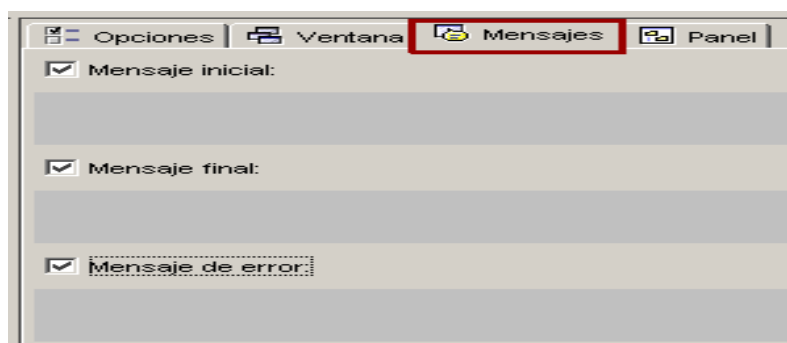 Opciones Ventana Mensajes Panel
Mensaje inicial:
Mensaje final:
Mensaje de error: